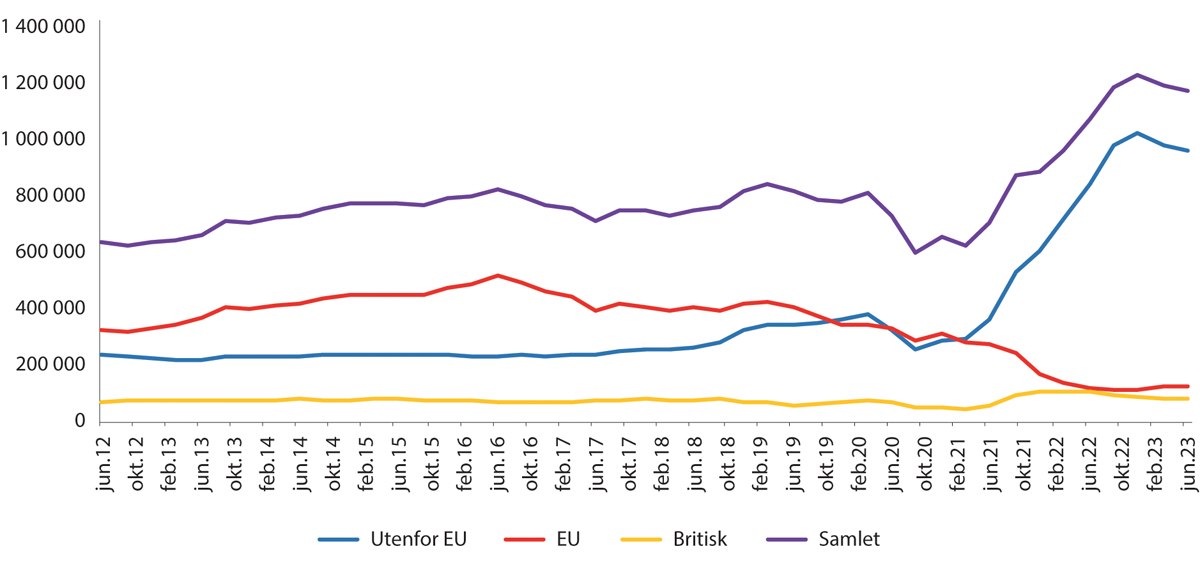 1 400 000
1 200 000
1 000 000
800 000
600 000
400 000
200 000
0
jun.12
okt.12
feb.13
jun.13
okt.13
feb.14
jun.14
okt.14
feb.15
jun.15
okt.15
feb.16
jun.16
okt.16
feb.17
jun.17
okt.17
feb.18
jun.18
okt.18
feb.19
jun.19
okt.19
feb.20
jun.20
okt.20
feb.21
jun.21
okt.21
feb.22
jun.22
okt.22
feb.23
jun.23
Utenfor EU EU Britisk Samlet